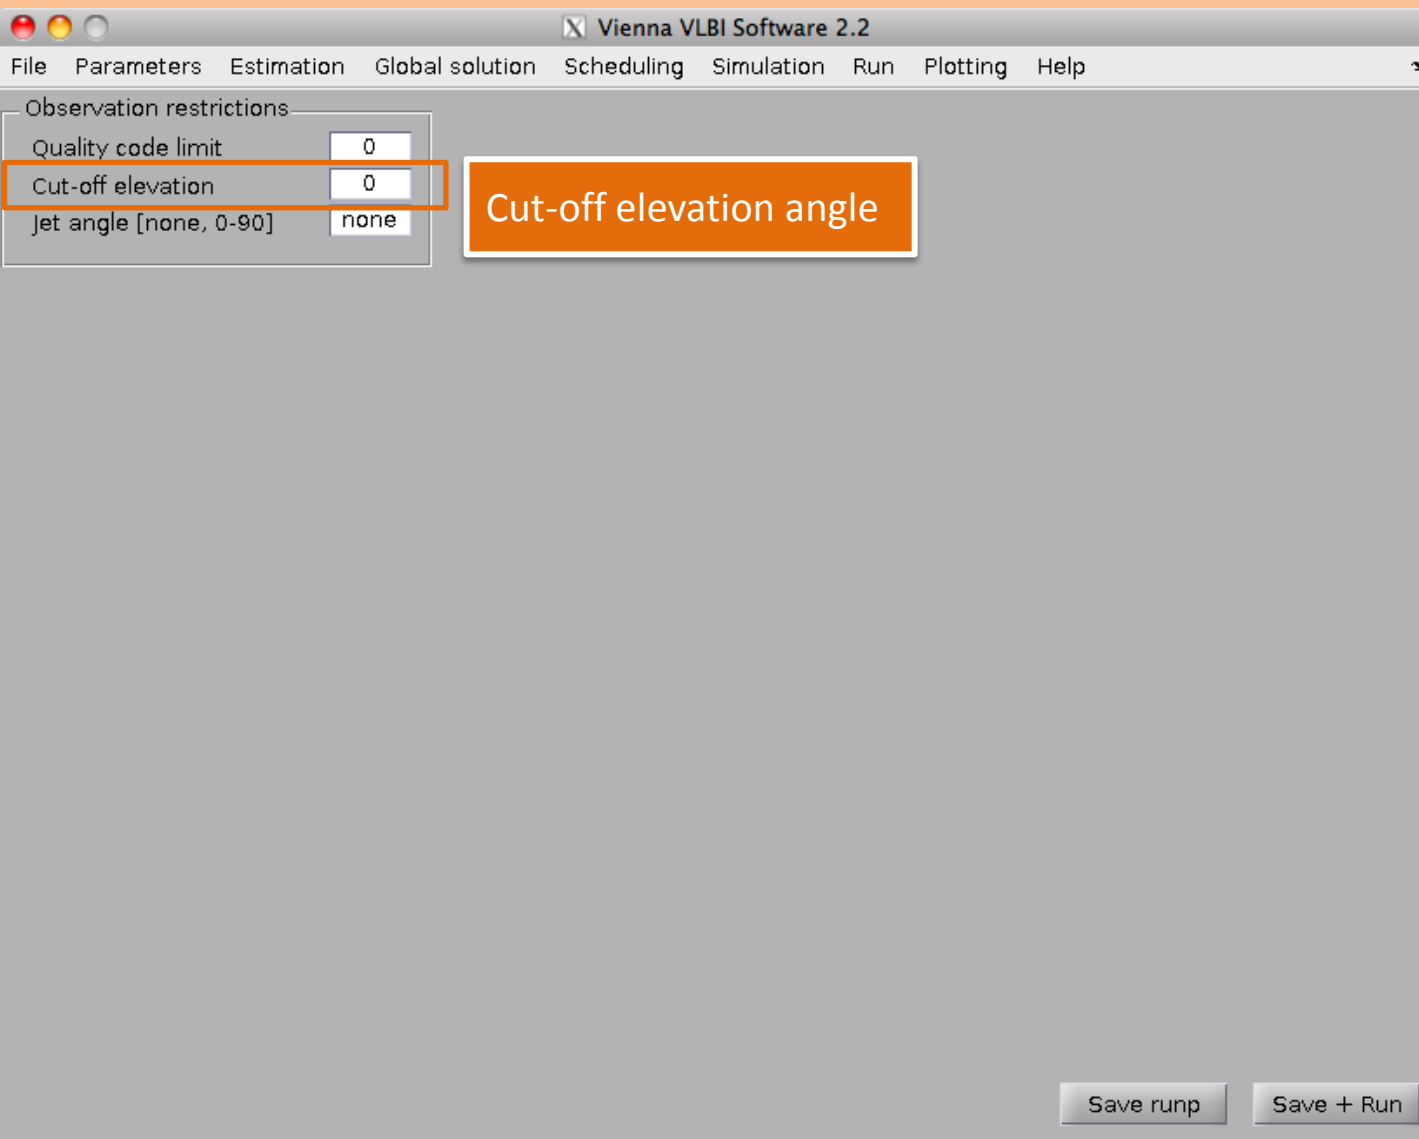 Vienna VLBI Software 2.2
File Parameters Estimation Global solution Scheduling Simulation Run Plotting Help
Observation restrictions
Quality code limit 0
Cut-off elevation 0
Jet angle [none, 0-90] none
Cut-off elevation angle
Save runp Save + Run